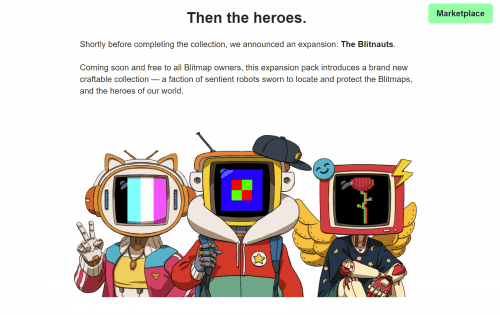 Marketplace
Then the heroes.
Shortly before completing the collection, we announced an expansion: The Blitnauts.
Coming soon and free to all Blitmap owners, this expansion pack introduces a brand new
craftable collection — a faction of sentient robots sworn to locate and protect the Blitmaps,
and the heroes of our world.